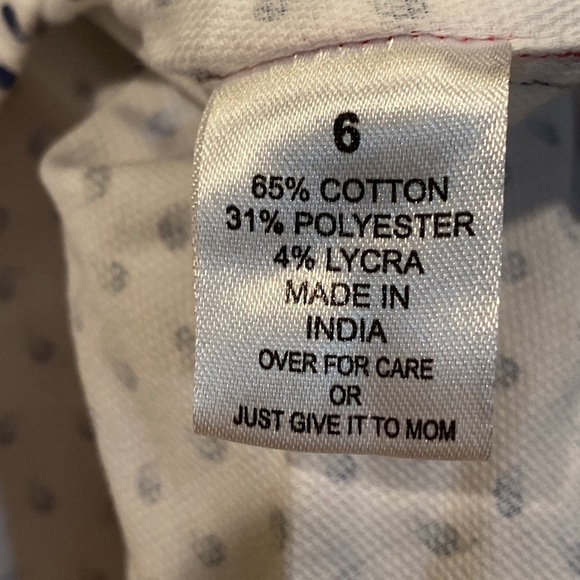 6
65% COTTON
31% POLYESTER
4% LYCRA
MADE IN
INDIA
OVER FOR CARE
OR
JUST GIVE IT TO MOM